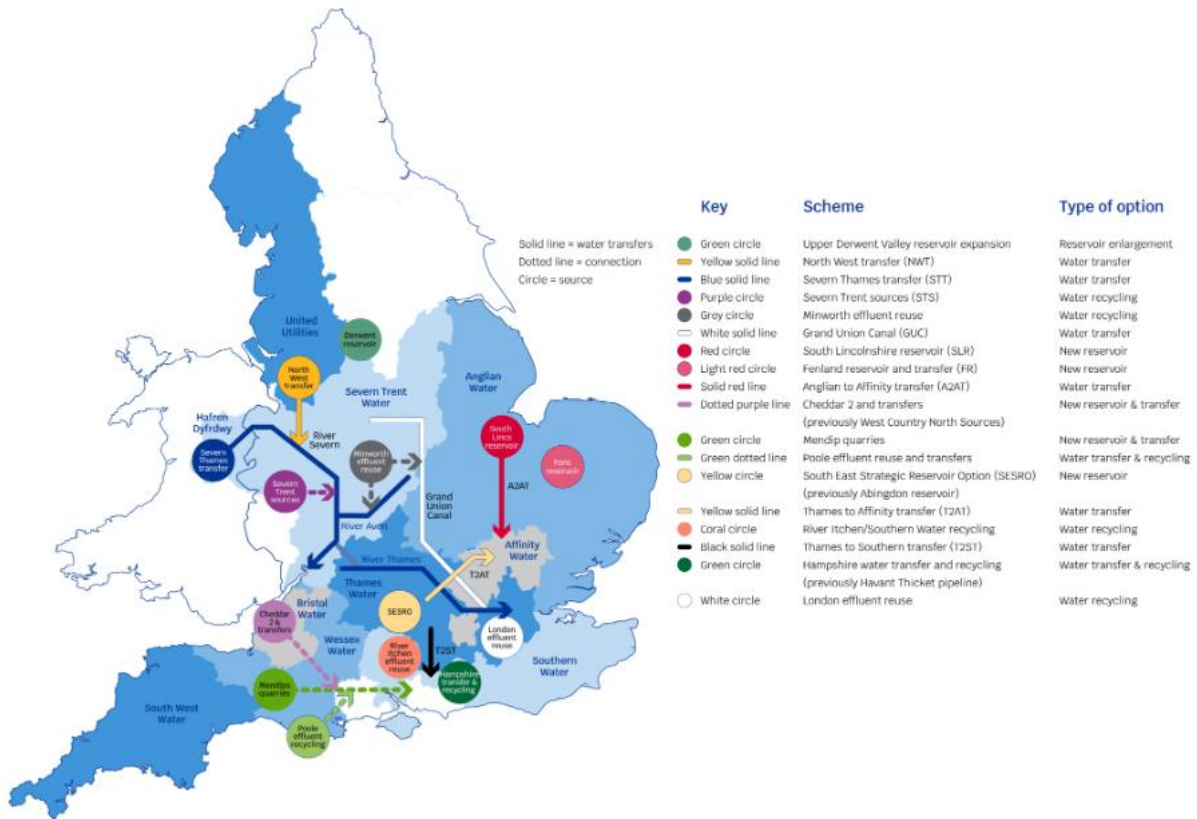 United
Utilities
Derwent
reservoir
North
West
transfer
Severn Trent
Water
Anglian
Water
Hafren
Dyfrdwy
River
Severn
Severn
Thames
transfer
Minworth
effluent
reuse
South
Lincs
reservoir
Fens
reservoir
Severn
Trent
sources
A2AT
Grand
Union
Canal
River Avon
Affinity
Water
River Thames
T2AT
Thames
Water
Bristol
Water
SESRO
Cheddar
2 &
transfers
London
effluent
reuse
Wessex
Water
River
Itchen
effluent
reuse
T2ST
Southern
Water
Mendips
quarries
Hampshire
transfer &
recycling
South West
Water
Poole
effluent
recycling
Solid line = water transfers
Dotted line = connection
Circle = source
Key Scheme Type of option
Green circle Upper Derwent Valley reservoir expansion Reservoir enlargement
Yellow solid line North West transfer (NWT) Water transfer
Blue solid line Severn Thames transfer (STT) Water transfer
Purple circle Severn Trent sources (STS) Water recycling
Grey circle Minworth effluent reuse Water recycling
White solid line Grand Union Canal (GUC) Water transfer
Red circle South Lincolnshire reservoir (SLR) New reservoir
Light red circle Fenland reservoir and transfer (FR) New reservoir
Solid red line Anglian to Affinity transfer (A2AT) Water transfer
Dotted purple line Cheddar 2 and transfers New reservoir & transfer
(previously West Country North Sources)
Green circle Mendip quarries New reservoir & transfer
Green dotted line Poole effluent reuse and transfers Water transfer & recycling
Yellow circle South East Strategic Reservoir Option (SESRO) New reservoir
(previously Abingdon reservoir)
Yellow solid line Thames to Affinity transfer (T2AT) Water transfer
Coral circle River Itchen/Southern Water recycling Water recycling
Black solid line Thames to Southern transfer (T2ST) Water transfer
Green circle Hampshire water transfer and recycling Water transfer & recycling
(previously Havant Thicket pipeline)
White circle London effluent reuse Water recycling